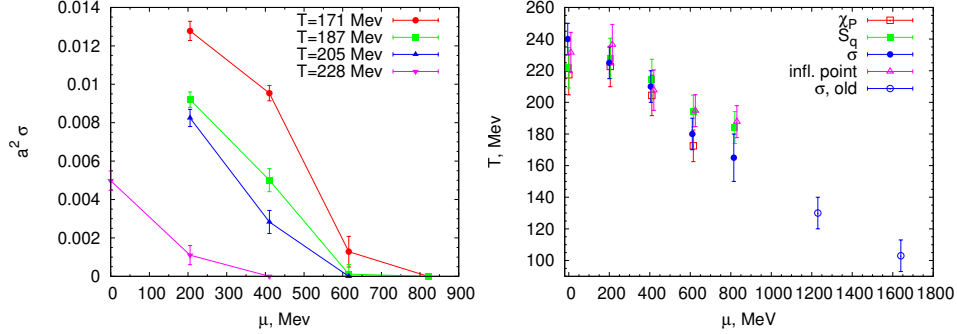 T=171 Mev
T=187 Mev
T=205 Mev
T=228 Mev
0.014
0.012
0.01
0.008
0.006
0.004
0.002
0
a² σ
0 100 200 300 400 500 600 700 800 900
μ, Mev
χP
Sq
σ
infl. point
σ, old
260
240
220
200
180
160
140
120
100
T, Mev
0 200 400 600 800 1000 1200 1400 1600 1800
μ, MeV